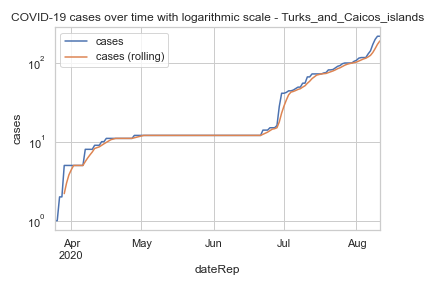 COVID-19 cases over time with logarithmic scale - Turks_and_Caicos_islands
cases
cases (rolling)
10²
10¹
10⁰
cases
Apr
2020
May
Jun
Jul
Aug
dateRep